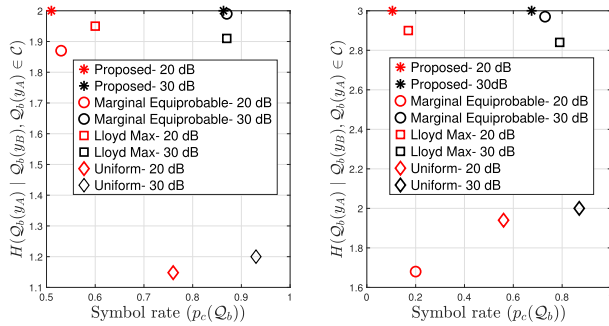 H(Q_b(y_A) | Q_b(y_B), Q_b(y_A) ∈ C)
2
1.9
1.8
1.7
1.6
1.5
1.4
1.3
1.2
1.1
Proposed- 20 dB
Proposed- 30 dB
Marginal Equiprobable- 20 dB
Marginal Equiprobable- 30 dB
Lloyd Max- 20 dB
Lloyd Max- 30 dB
Uniform- 20 dB
Uniform- 30 dB
0.5 0.6 0.7 0.8 0.9 1
Symbol rate (p_c(Q_b))
H(Q_b(y_A) | Q_b(y_B), Q_b(y_A) ∈ C)
3
2.8
2.6
2.4
2.2
2
1.8
1.6
Proposed- 20 dB
Proposed- 30dB
Marginal Equiprobable- 20 dB
Marginal Equiprobable- 30 dB
Lloyd Max- 20 dB
Lloyd Max- 30 dB
Uniform- 20 dB
Uniform- 30 dB
0 0.2 0.4 0.6 0.8 1
Symbol rate (p_c(Q_b))